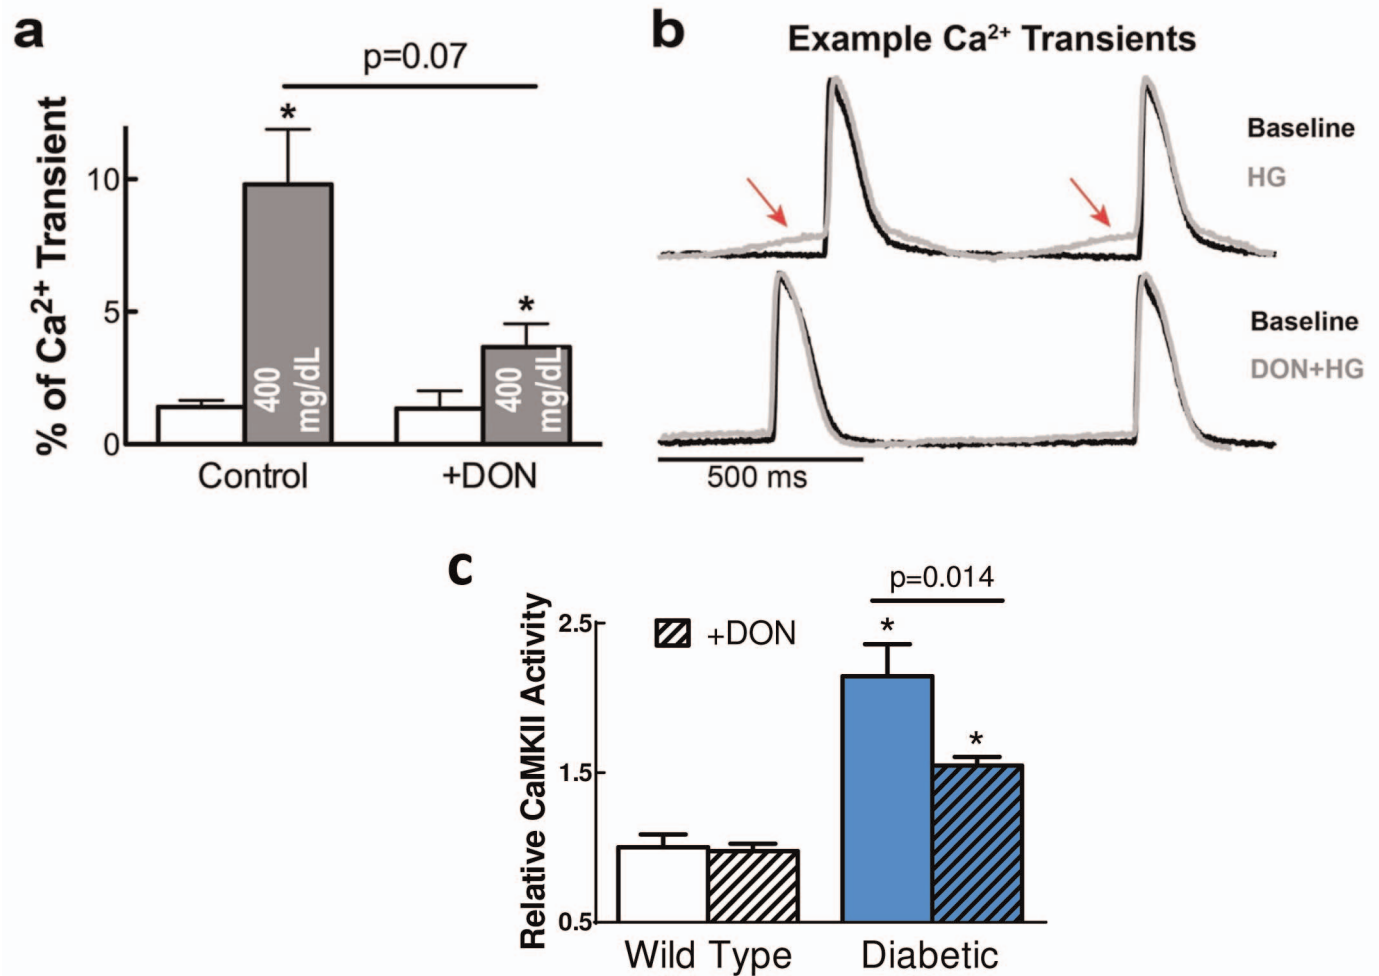 a
p=0.07
*
*
% of Ca²⁺ Transient
10
5
0
400 mg/dL
400 mg/dL
Control
+DON
b
Example Ca²⁺ Transients
Baseline
HG
Baseline
DON+HG
500 ms
c
p=0.014
+DON
*
*
Relative CaMKII Activity
2.5
1.5
0.5
Wild Type
Diabetic